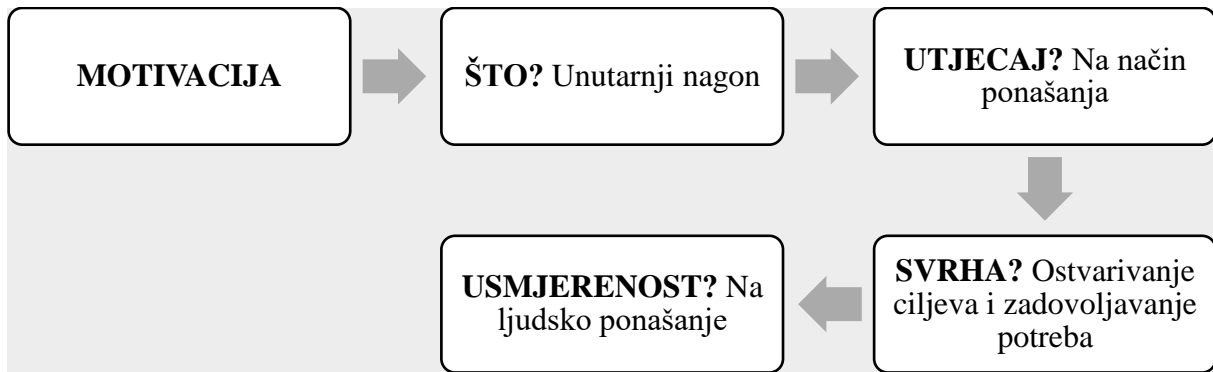 MOTIVACIJA
ŠTO? Unutarnji nagon
UTJECAJ? Na način
ponašanja
SVRHA? Ostvarivanje
ciljeva i zadovoljavanje
potreba
USMJERENOST? Na
ljudsko ponašanje